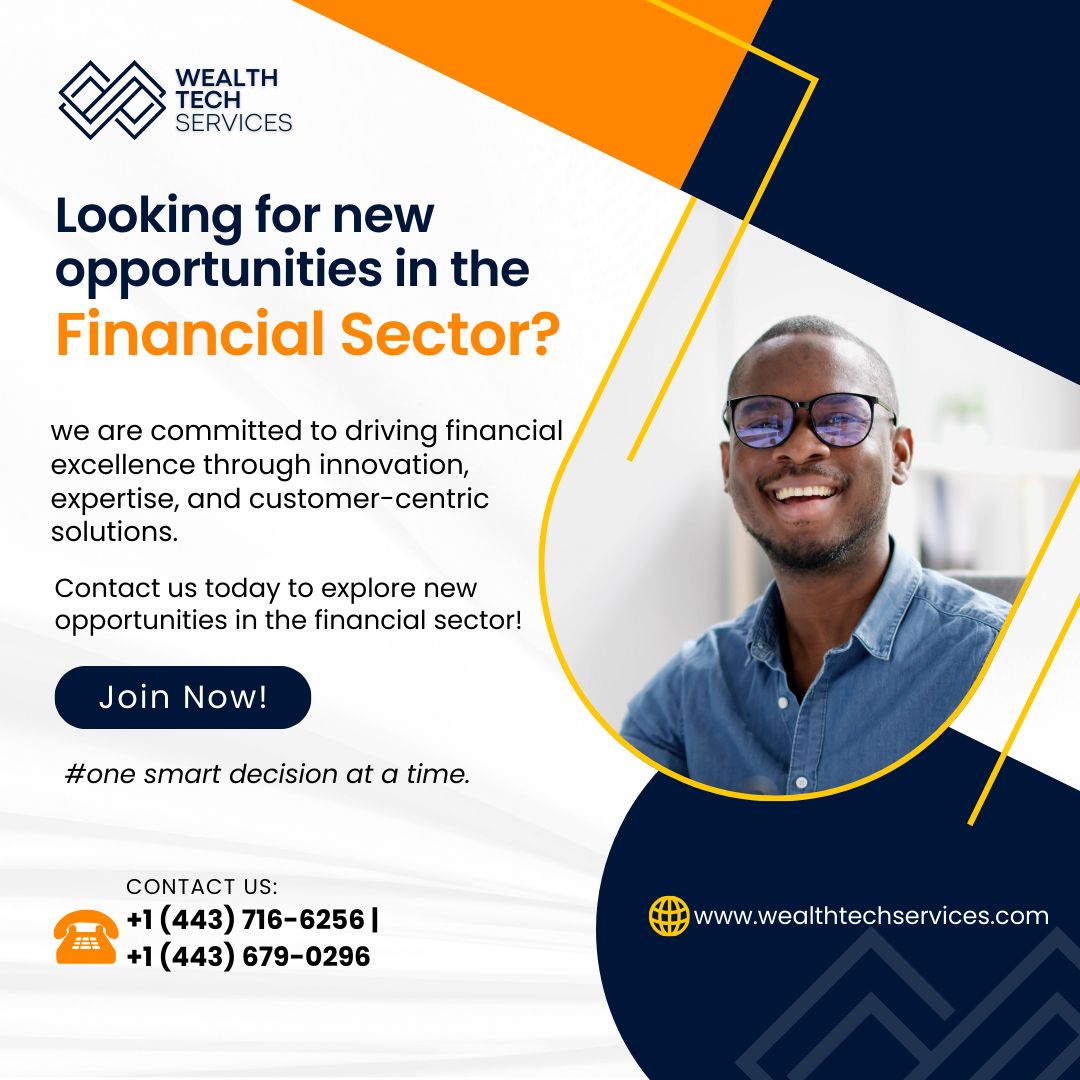 WEALTH
TECH
SERVICES
Looking for new
opportunities in the
Financial Sector?
we are committed to driving financial
excellence through innovation,
expertise, and customer-centric
solutions.
Contact us today to explore new
opportunities in the financial sector!
Join Now!
#one smart decision at a time.
CONTACT US:
+1 (443) 716-6256 |
+1 (443) 679-0296
www.wealthtechservices.com